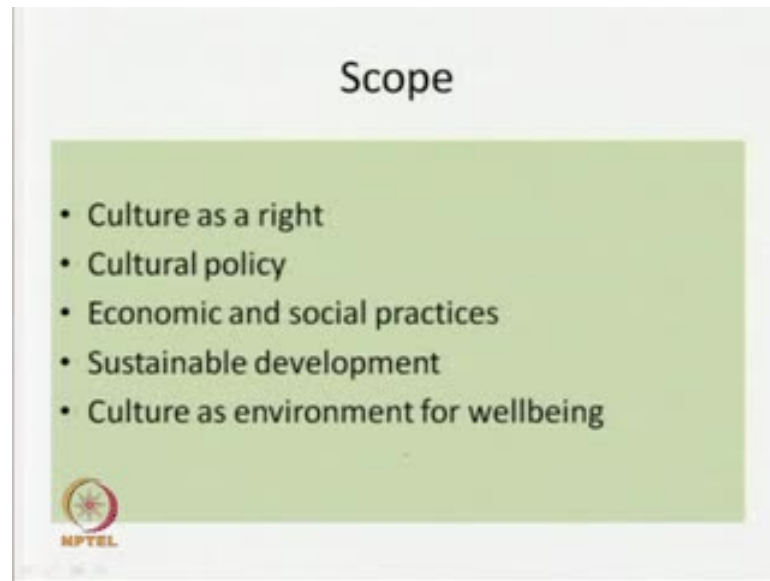 Scope
• Culture as a right
• Cultural policy
• Economic and social practices
• Sustainable development
• Culture as environment for wellbeing
NPTEL